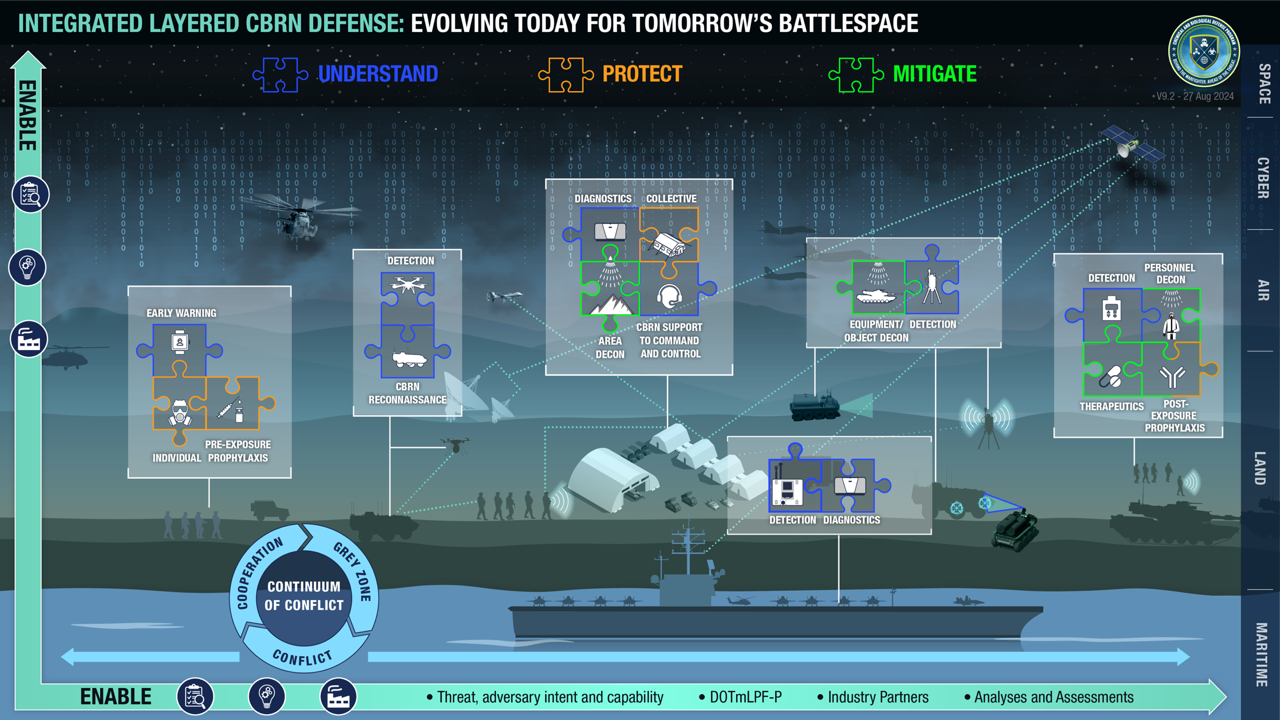 INTEGRATED LAYERED CBRN DEFENSE: EVOLVING TODAY FOR TOMORROW'S BATTLESPACE
UNDERSTAND
PROTECT
MITIGATE
•V9.2 - 27 Aug 2024
ENABLE
SPACE
CYBER
AIR
LAND
MARITIME
EARLY WARNING
INDIVIDUAL
PRE-EXPOSURE
PROPHYLAXIS
DETECTION
CBRN
RECONNAISSANCE
DIAGNOSTICS
COLLECTIVE
AREA
DECON
CBRN SUPPORT
TO COMMAND
AND CONTROL
EQUIPMENT/
OBJECT DECON
DETECTION
DETECTION
PERSONNEL
DECON
THERAPEUTICS
POST-
EXPOSURE
PROPHYLAXIS
DETECTION
DIAGNOSTICS
COOPERATION
GREY ZONE
CONFLICT
CONTINUUM
OF CONFLICT
ENABLE
• Threat, adversary intent and capability
• DOTmLPF-P
• Industry Partners
• Analyses and Assessments